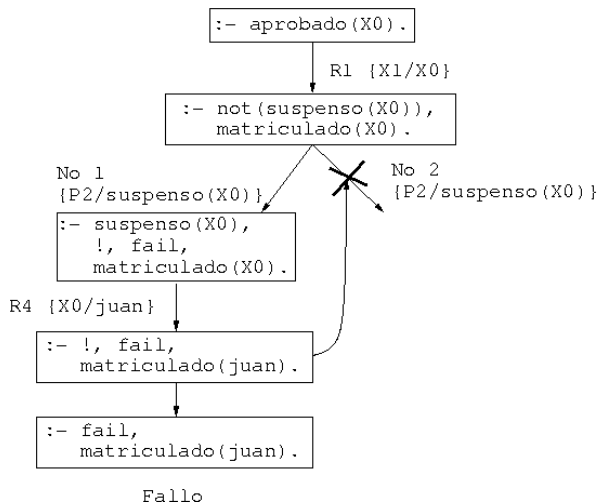 :- aprobado(X0).
R1 {X1/X0}
:- not(suspenso(X0)),
matriculado(X0).
No 1
{P2/suspenso(X0)}
No 2
{P2/suspenso(X0)}
:- suspenso(X0),
!, fail,
matriculado(X0).
R4 {X0/juan}
:- !, fail,
matriculado(juan).
:- fail,
matriculado(juan).
Fallo